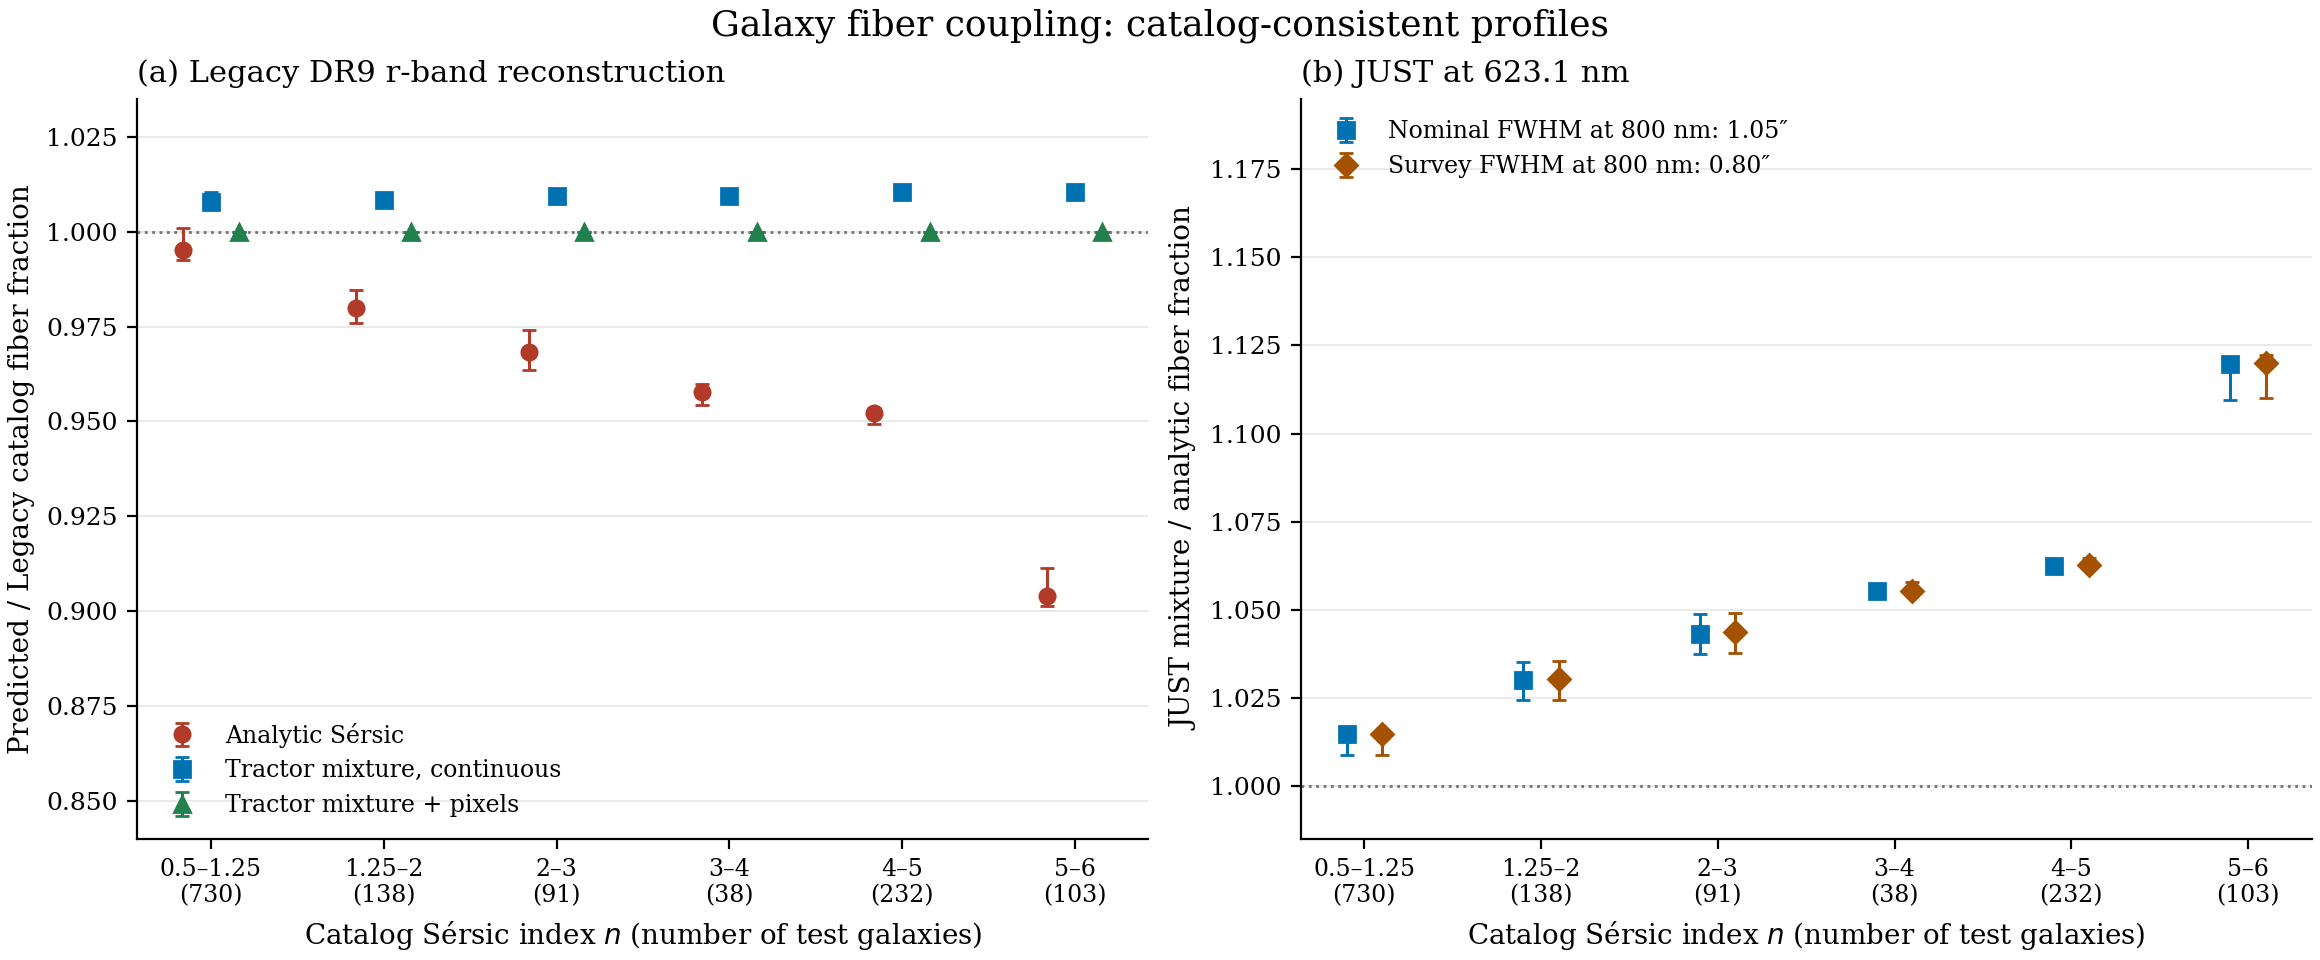 Galaxy fiber coupling: catalog-consistent profiles
(a) Legacy DR9 r-band reconstruction
Predicted / Legacy catalog fiber fraction
1.025
1.000
0.975
0.950
0.925
0.900
0.875
0.850
Analytic Sérsic
Tractor mixture, continuous
Tractor mixture + pixels
0.5–1.25 1.25–2 2–3 3–4 4–5 5–6
(730) (138) (91) (38) (232) (103)
Catalog Sérsic index n (number of test galaxies)
(b) JUST at 623.1 nm
JUST mixture / analytic fiber fraction
Nominal FWHM at 800 nm: 1.05″
Survey FWHM at 800 nm: 0.80″
1.175
1.150
1.125
1.100
1.075
1.050
1.025
1.000
0.5–1.25 1.25–2 2–3 3–4 4–5 5–6
(730) (138) (91) (38) (232) (103)
Catalog Sérsic index n (number of test galaxies)